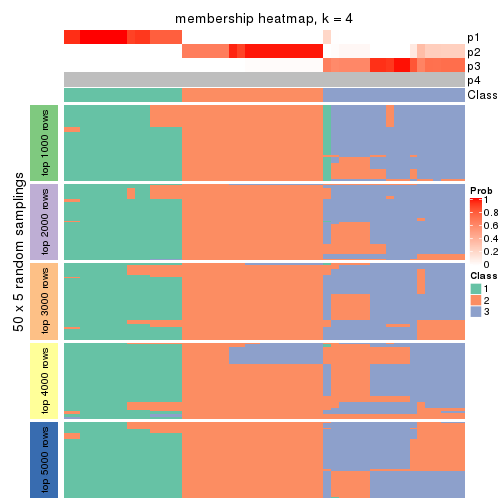 membership heatmap, k = 4
p1
p2
p3
p4
Class
50 x 5 random samplings
top 1000 rows
top 2000 rows
top 3000 rows
top 4000 rows
top 5000 rows
Prob
1
0.8
0.6
0.4
0.2
0
Class
1
2
3